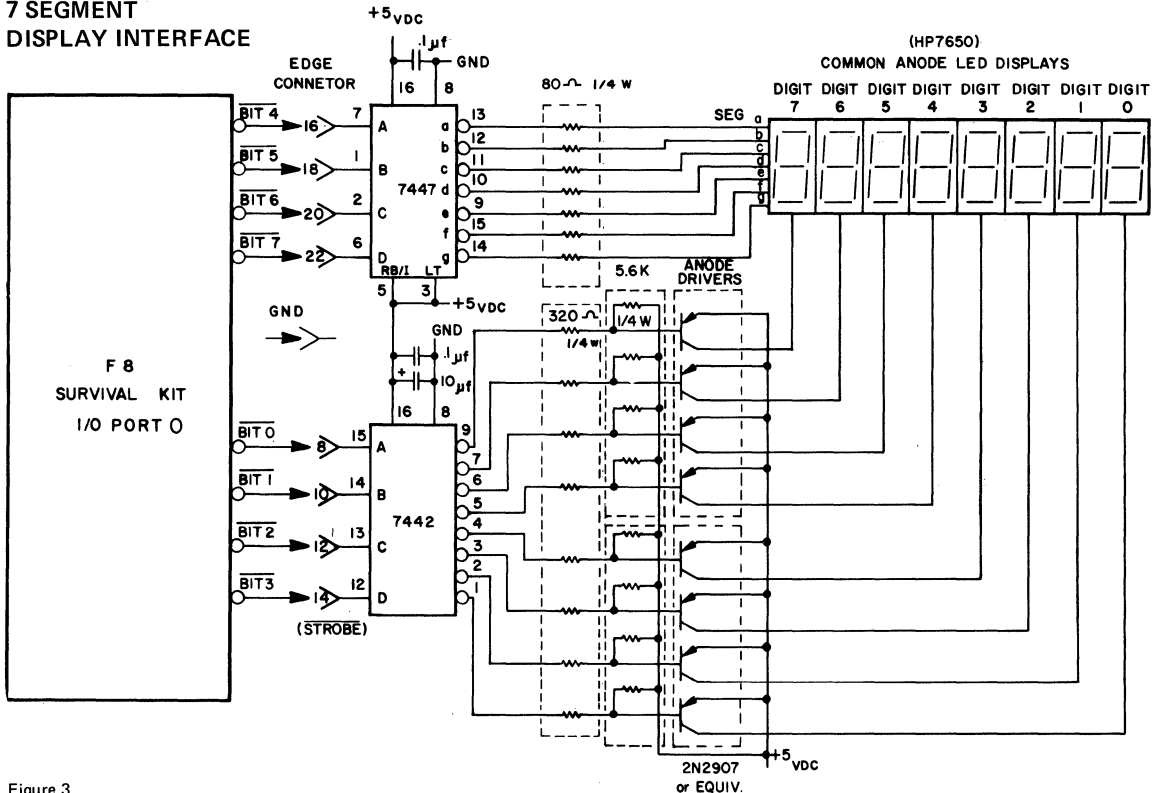 7 SEGMENT
DISPLAY INTERFACE
+5VDC
.1μf
GND
16 8
EDGE
CONNETOR
BIT 4 16 7 A
BIT 5 18 1 B
BIT 6 20 2 C
BIT 7 22 6 D
7447
a 13
b 12
c 11
d 10
e 9
f 15
g 14
RB/I LT
5 3
+5VDC
80Ω 1/4 W
(HP7650)
COMMON ANODE LED DISPLAYS
DIGIT DIGIT DIGIT DIGIT DIGIT DIGIT DIGIT DIGIT
7 6 5 4 3 2 1 0
SEG a
b
c
d
e
f
g
GND
F 8
SURVIVAL KIT
I/O PORT 0
GND
.1μf
+ 10μf
16 8
BIT 0 8 15 A
BIT 1 10 14 B
BIT 2 12 13 C
BIT 3 14 12 D
(STROBE)
7442
9
7
6
5
4
3
2
1
320Ω
1/4 W
5.6K
1/4 W
ANODE
DRIVERS
+5VDC
2N2907
or EQUIV.
Figure 3